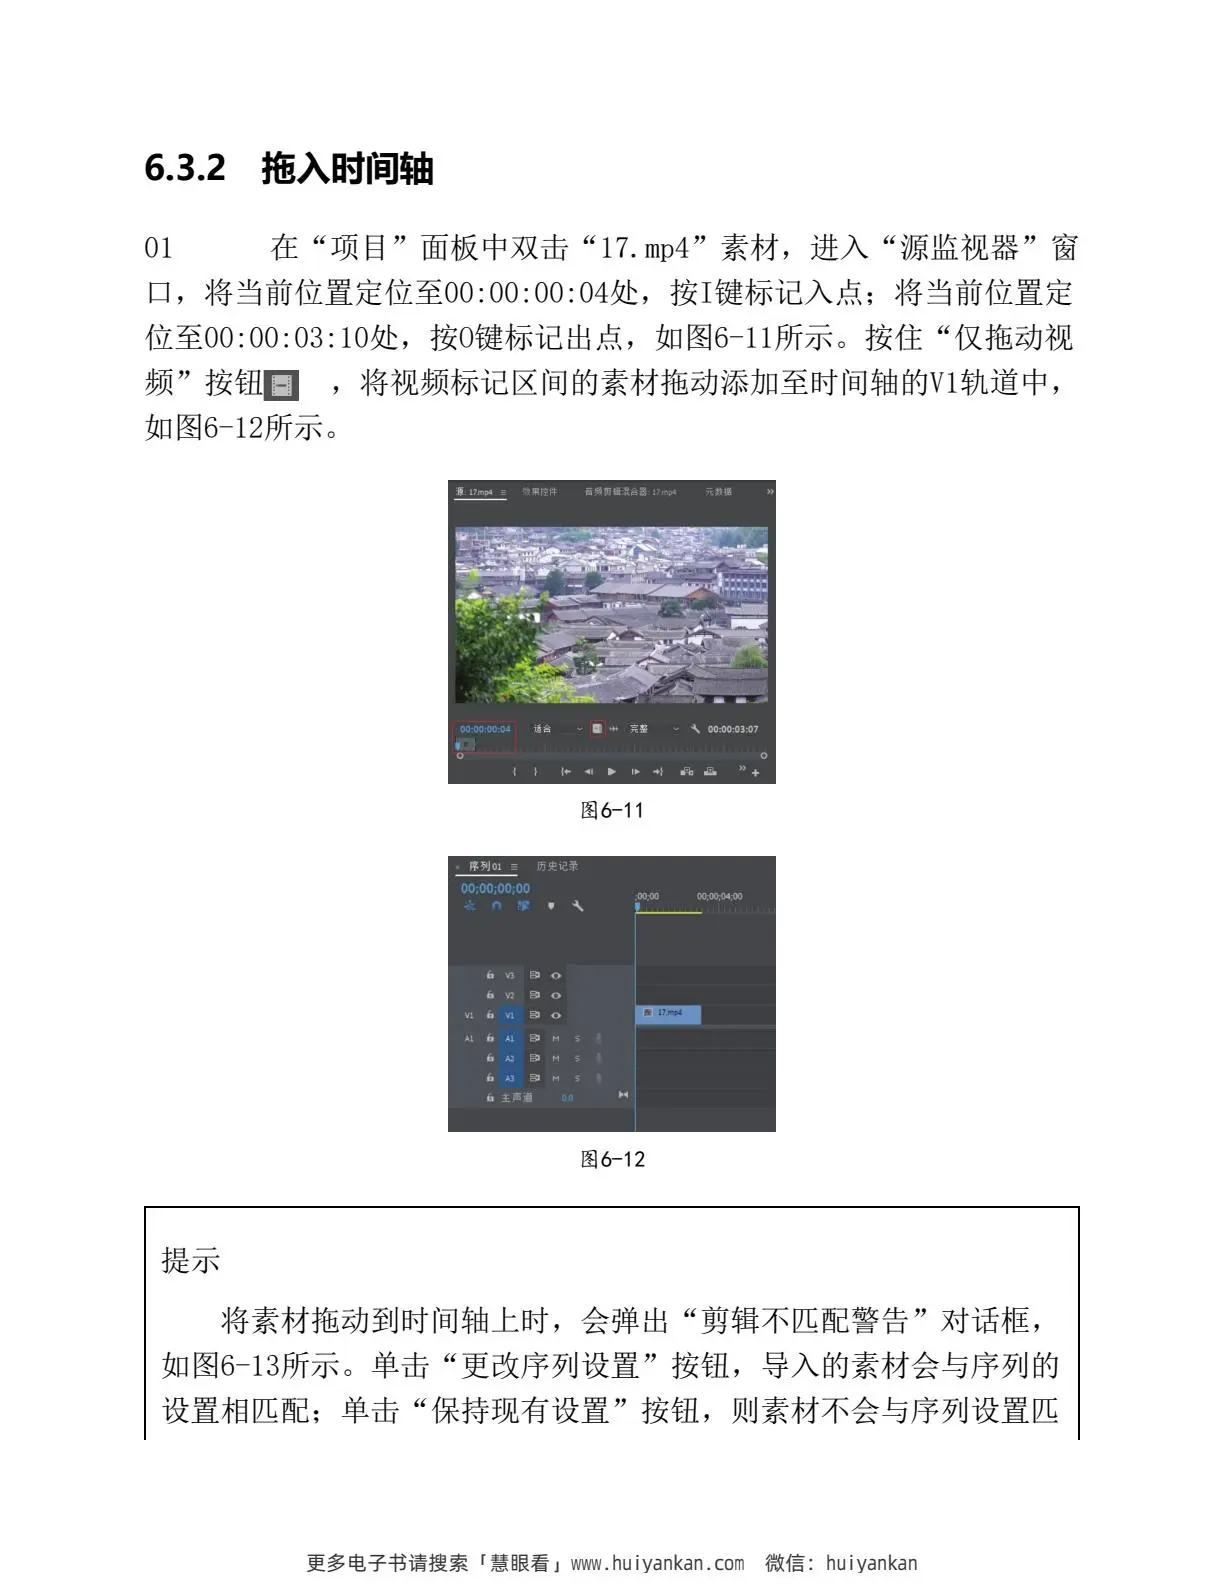 6.3.2 拖入时间轴
01 在“项目”面板中双击“17.mp4”素材，进入“源监视器”窗
口，将当前位置定位至00:00:00:04处，按I键标记入点；将当前位置定
位至00:00:03:10处，按O键标记出点，如图6-11所示。按住“仅拖动视
频”按钮 ，将视频标记区间的素材拖动添加至时间轴的V1轨道中，
如图6-12所示。
源: 17.mp4 效果控件 音频剪辑混合器: 17.mp4 元数据
00:00:00:04 适合 完整 00:00:03:07
图6-11
序列01 历史记录
00;00;00;00
;00;00 00;00;04;00
V3
V2
V1 V1 17.mp4
A1 A1 M S
A2 M S
A3 M S
主声道 0.0
图6-12
提示
将素材拖动到时间轴上时，会弹出“剪辑不匹配警告”对话框，
如图6-13所示。单击“更改序列设置”按钮，导入的素材会与序列的
设置相匹配；单击“保持现有设置”按钮，则素材不会与序列设置匹
更多电子书请搜索「慧眼看」www.huiyankan.com 微信: huiyankan